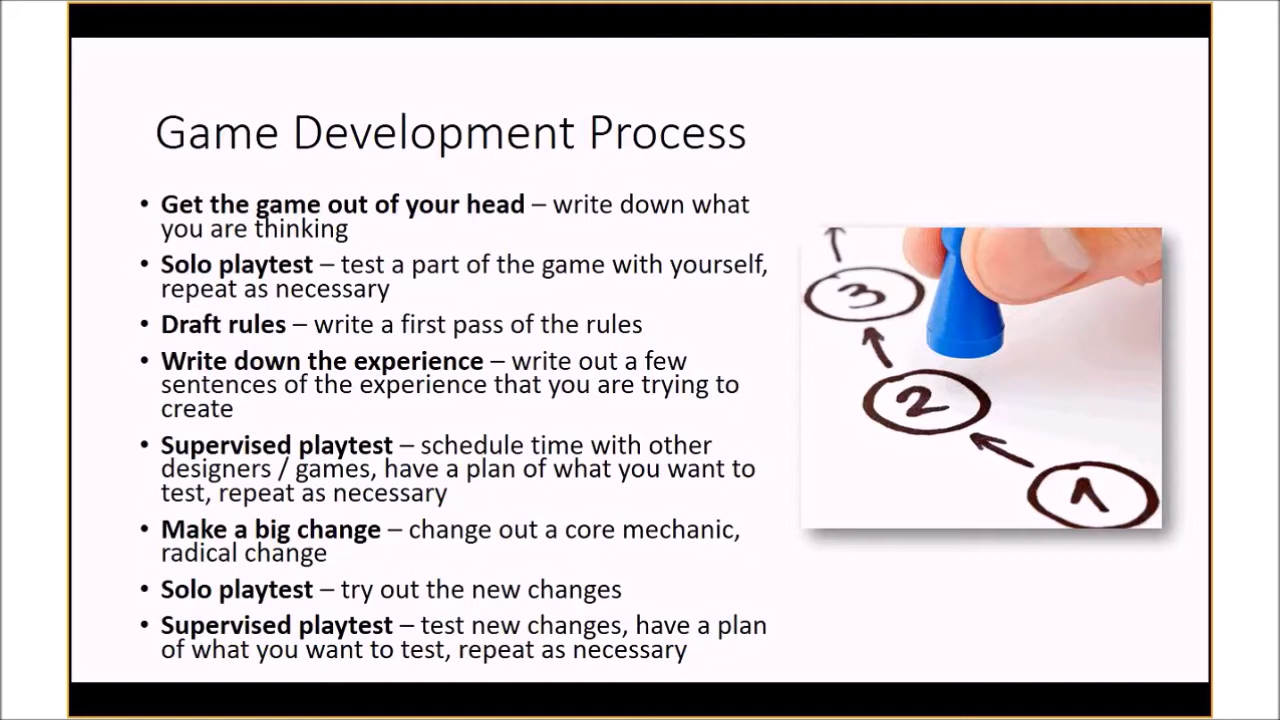 Game Development Process
• Get the game out of your head – write down what
you are thinking
• Solo playtest – test a part of the game with yourself,
repeat as necessary
• Draft rules – write a first pass of the rules
• Write down the experience – write out a few
sentences of the experience that you are trying to
create
• Supervised playtest – schedule time with other
designers / games, have a plan of what you want to
test, repeat as necessary
• Make a big change – change out a core mechanic,
radical change
• Solo playtest – try out the new changes
• Supervised playtest – test new changes, have a plan
of what you want to test, repeat as necessary
3
2
1